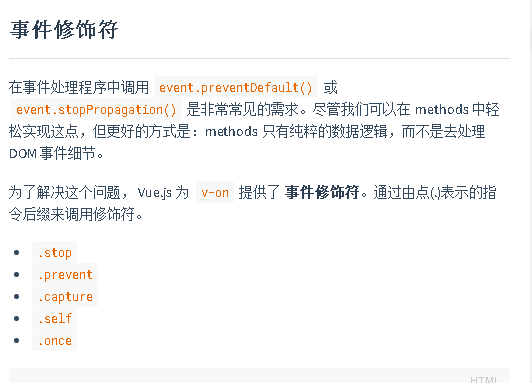 事件修饰符
在事件处理程序中调用 event.preventDefault() 或
event.stopPropagation() 是非常常见的需求。尽管我们可以在 methods 中轻
松实现这点，但更好的方式是：methods 只有纯粹的数据逻辑，而不是去处理
DOM 事件细节。
为了解决这个问题， Vue.js 为 v-on 提供了 事件修饰符。通过由点(.)表示的指
令后缀来调用修饰符。
.stop
.prevent
.capture
.self
.once
HTML